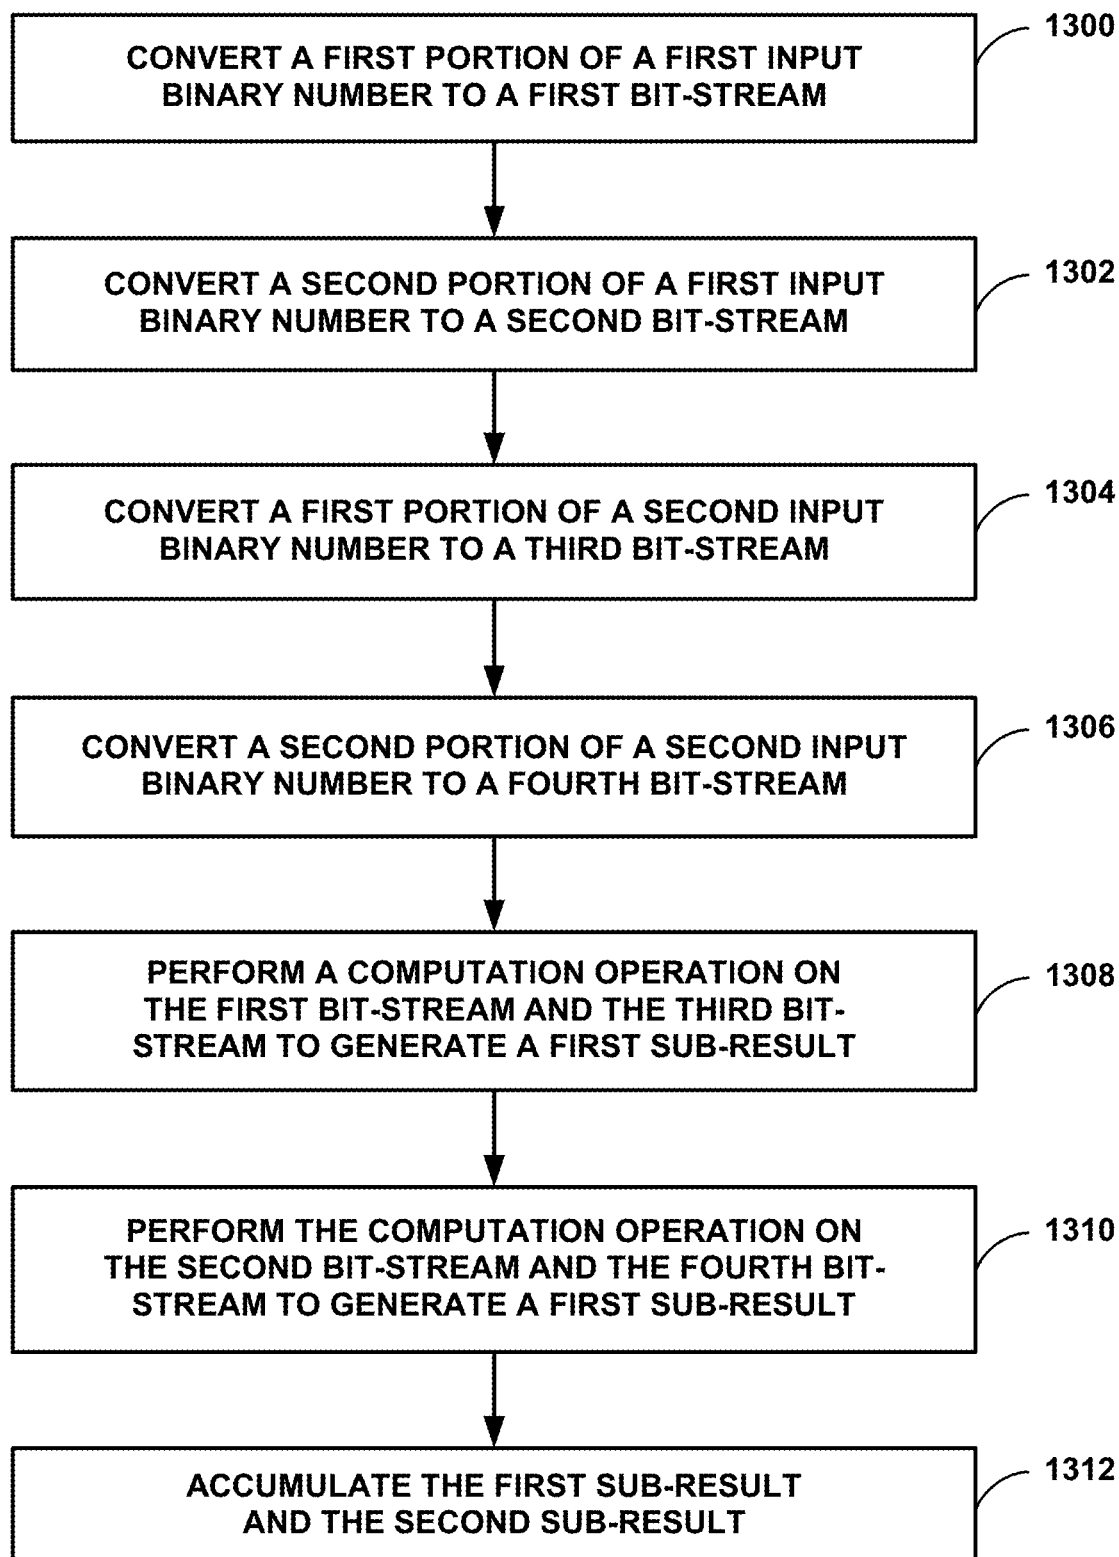 1300
CONVERT A FIRST PORTION OF A FIRST INPUT
BINARY NUMBER TO A FIRST BIT-STREAM
1302
CONVERT A SECOND PORTION OF A FIRST INPUT
BINARY NUMBER TO A SECOND BIT-STREAM
1304
CONVERT A FIRST PORTION OF A SECOND INPUT
BINARY NUMBER TO A THIRD BIT-STREAM
1306
CONVERT A SECOND PORTION OF A SECOND INPUT
BINARY NUMBER TO A FOURTH BIT-STREAM
1308
PERFORM A COMPUTATION OPERATION ON
THE FIRST BIT-STREAM AND THE THIRD BIT-
STREAM TO GENERATE A FIRST SUB-RESULT
1310
PERFORM THE COMPUTATION OPERATION ON
THE SECOND BIT-STREAM AND THE FOURTH BIT-
STREAM TO GENERATE A FIRST SUB-RESULT
1312
ACCUMULATE THE FIRST SUB-RESULT
AND THE SECOND SUB-RESULT